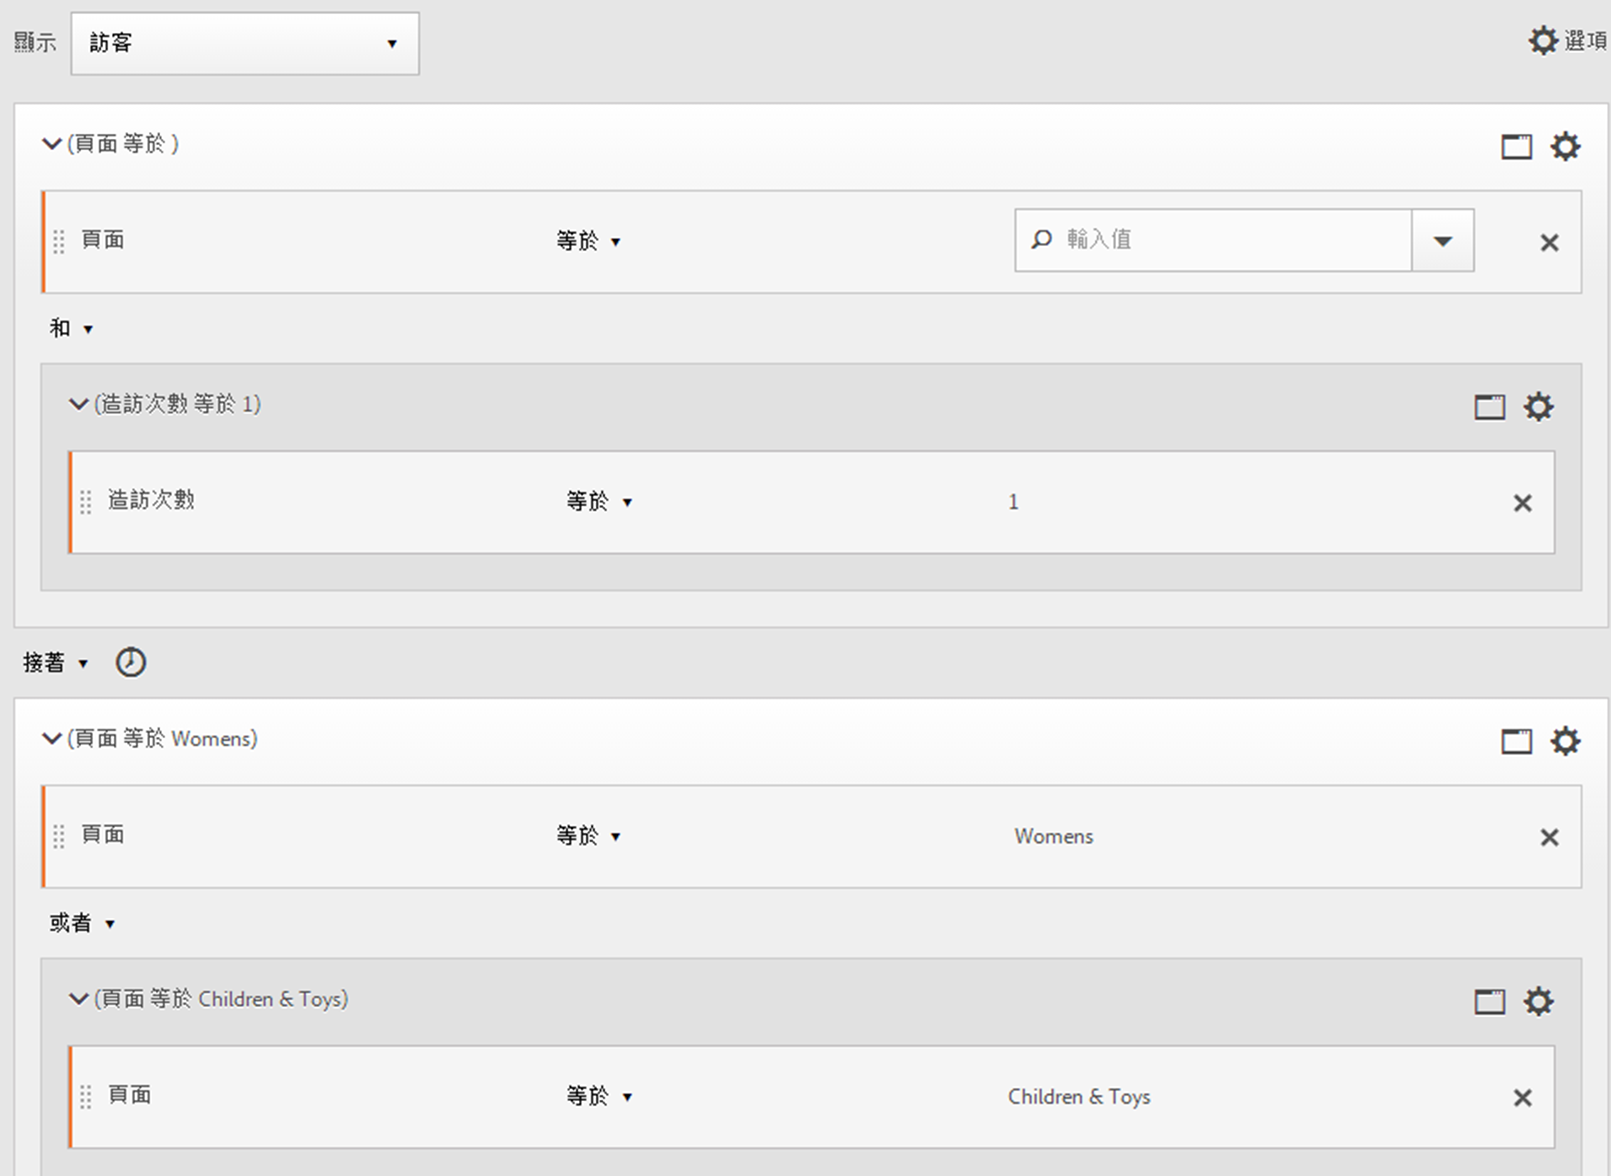 顯示 訪客 選項
(頁面 等於 )
頁面 等於 輸入值
和
(造訪次數 等於 1)
造訪次數 等於 1
接著
(頁面 等於 Womens)
頁面 等於 Womens
或者
(頁面 等於 Children & Toys)
頁面 等於 Children & Toys